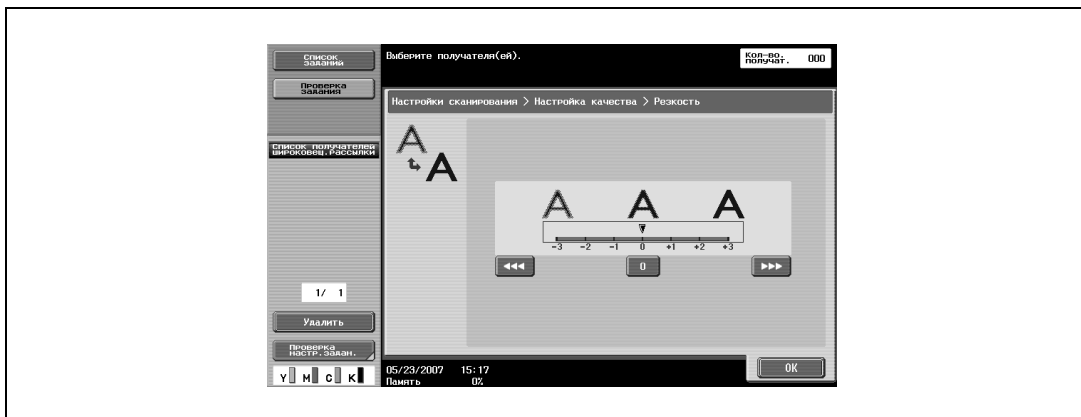 Список
заданий
Проверка
задания
Список получателей
широковещ.рассылки
1/ 1
Удалить
Проверка
настр.задан.
Y M C K
Выберите получателя(ей).
Кол-во.
получат. 000
Настройки сканирования > Настройка качества > Резкость
A
A
A A A
-3 -2 -1 0 +1 +2 +3
0
05/23/2007 15:17
Память 0%
OK